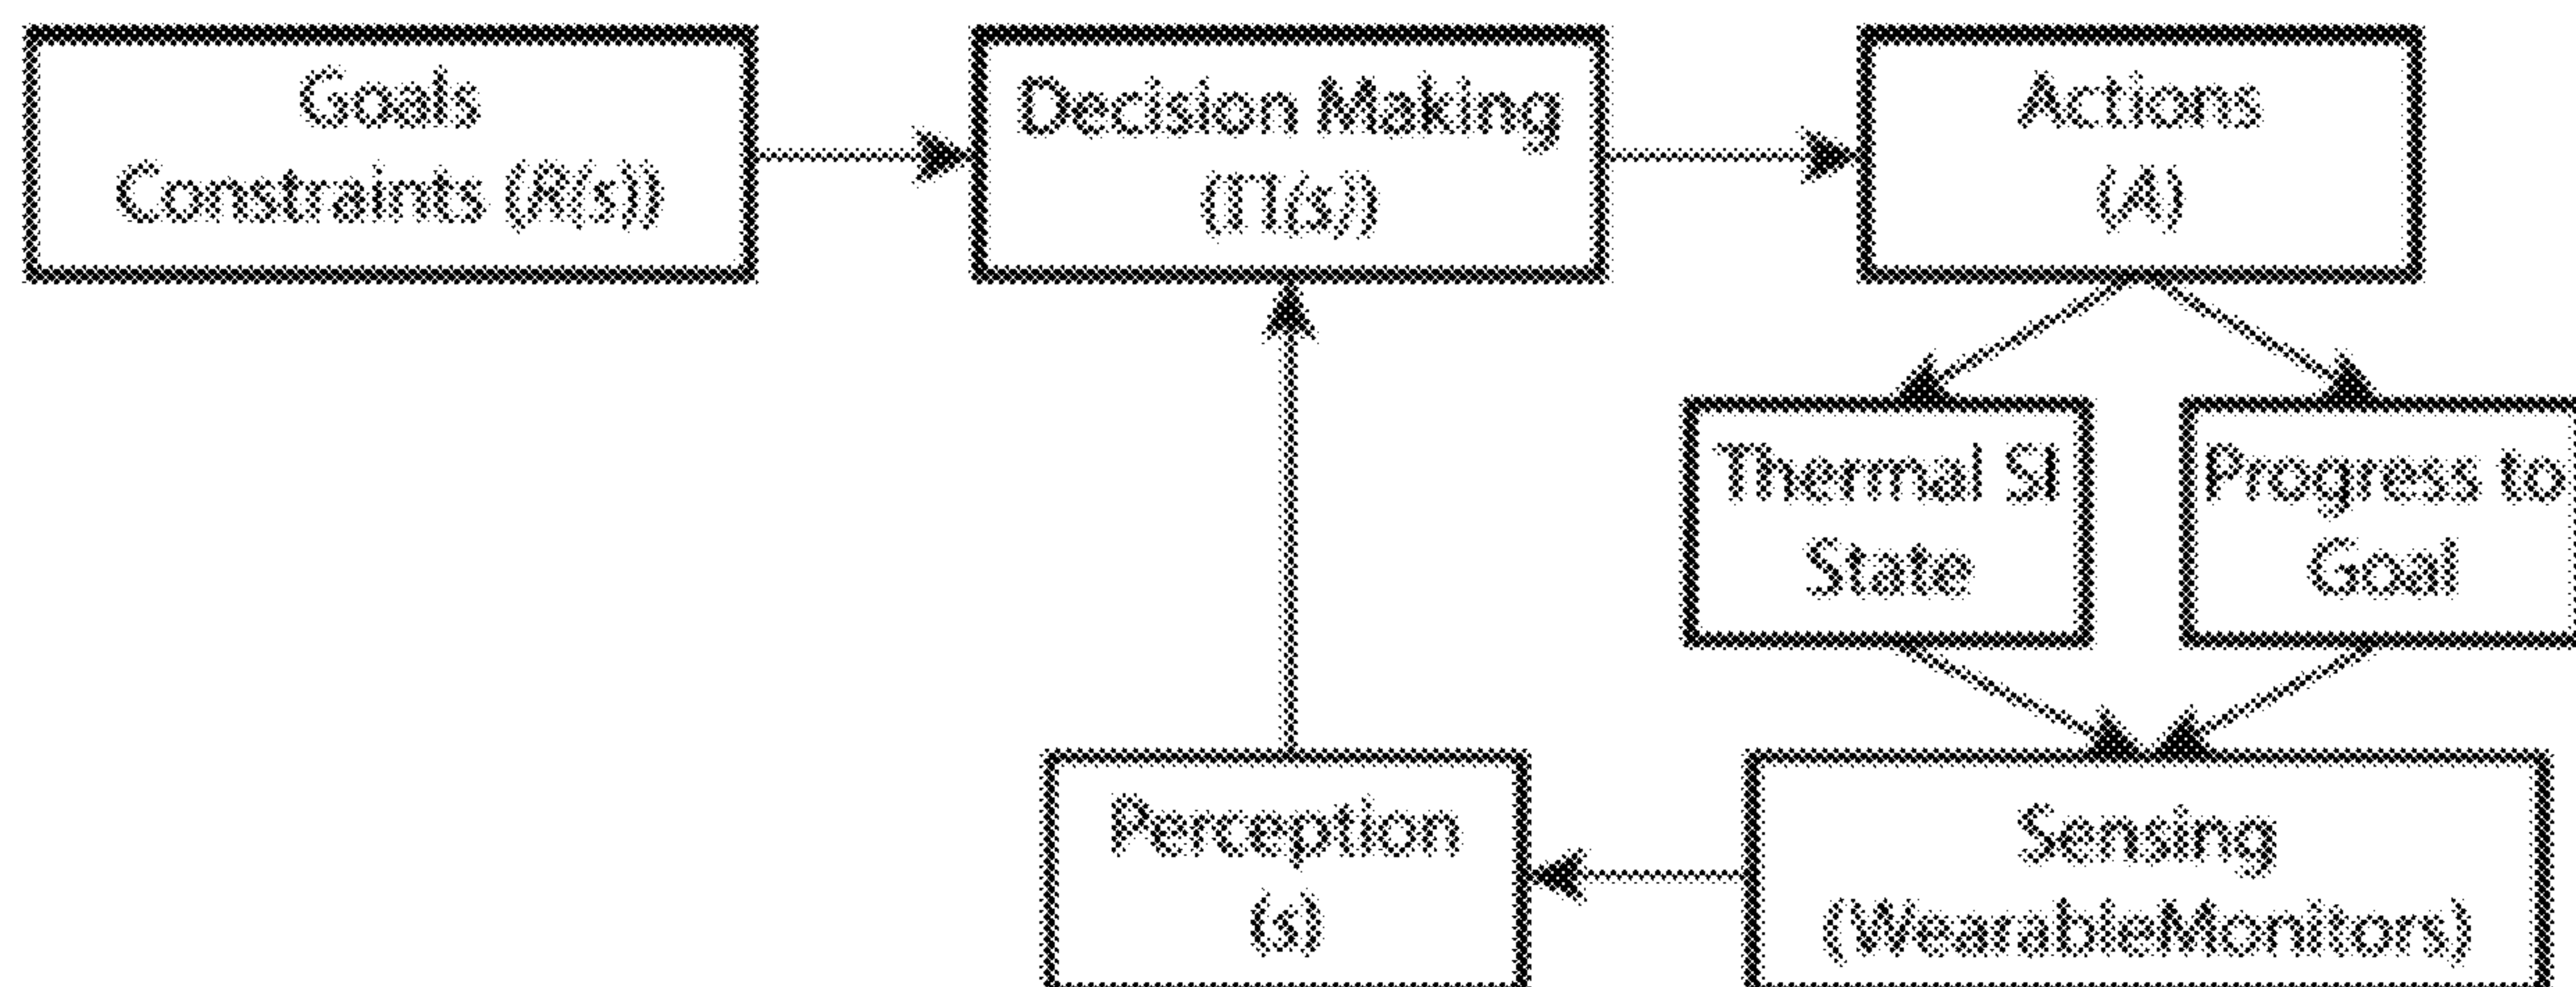 Goals
Constraints (R(s))
Decision Making
(Π(s))
Actions
(A)
Thermal SI
State
Progress to
Goal
Perception
(s)
Sensing
(WearableMonitors)